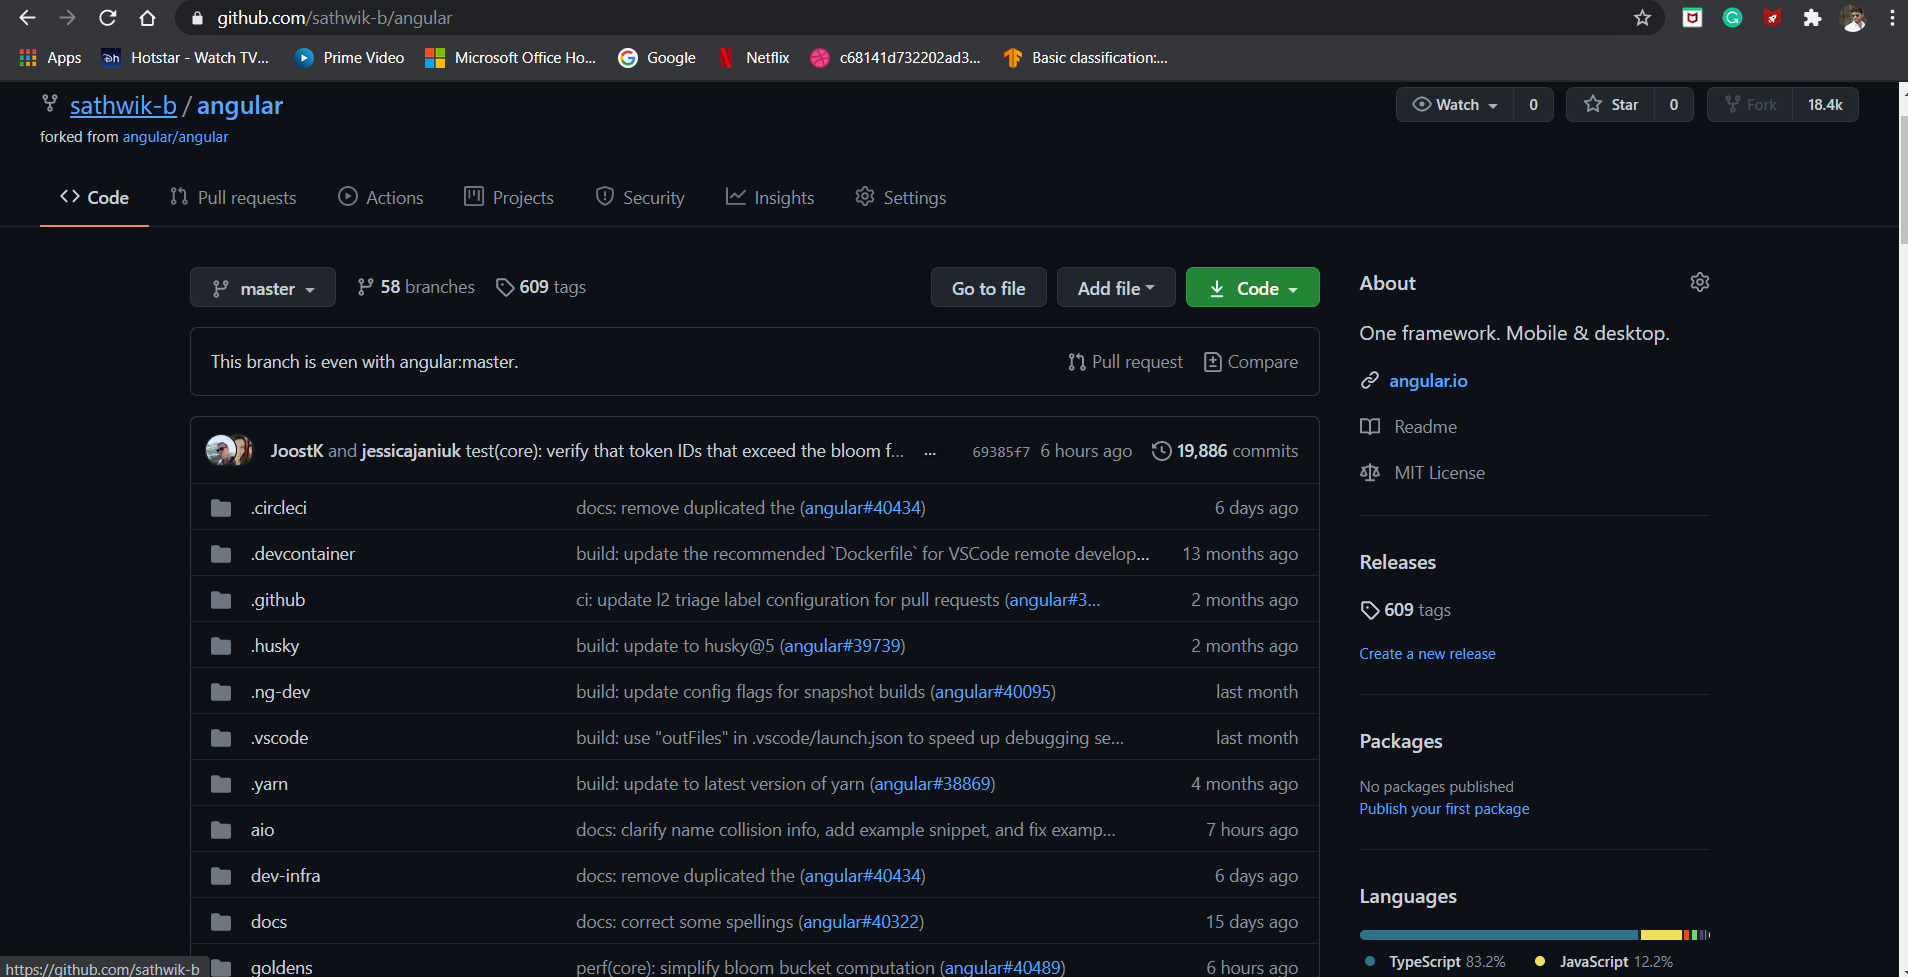 github.com/sathwik-b/angular
Apps Hotstar - Watch TV... Prime Video Microsoft Office Ho... Google Netflix c68141d732202ad3... Basic classification:...
sathwik-b / angular
Watch 0 Star 0 Fork 18.4k
forked from angular/angular
Code Pull requests Actions Projects Security Insights Settings
master 58 branches 609 tags Go to file Add file Code
This branch is even with angular:master. Pull request Compare
JoostK and jessicajaniuk test(core): verify that token IDs that exceed the bloom f... ... 69385f7 6 hours ago 19,886 commits
.circleci docs: remove duplicated the (angular#40434) 6 days ago
.devcontainer build: update the recommended `Dockerfile` for VSCode remote develop... 13 months ago
.github ci: update l2 triage label configuration for pull requests (angular#3... 2 months ago
.husky build: update to husky@5 (angular#39739) 2 months ago
.ng-dev build: update config flags for snapshot builds (angular#40095) last month
.vscode build: use "outFiles" in .vscode/launch.json to speed up debugging se... last month
.yarn build: update to latest version of yarn (angular#38869) 4 months ago
aio docs: clarify name collision info, add example snippet, and fix examp... 7 hours ago
dev-infra docs: remove duplicated the (angular#40434) 6 days ago
docs docs: correct some spellings (angular#40322) 15 days ago
goldens perf(core): simplify bloom bucket computation (angular#40489) 6 hours ago
About
One framework. Mobile & desktop.
angular.io
Readme
MIT License
Releases
609 tags
Create a new release
Packages
No packages published
Publish your first package
Languages
TypeScript 83.2% JavaScript 12.2%
https://github.com/sathwik-b